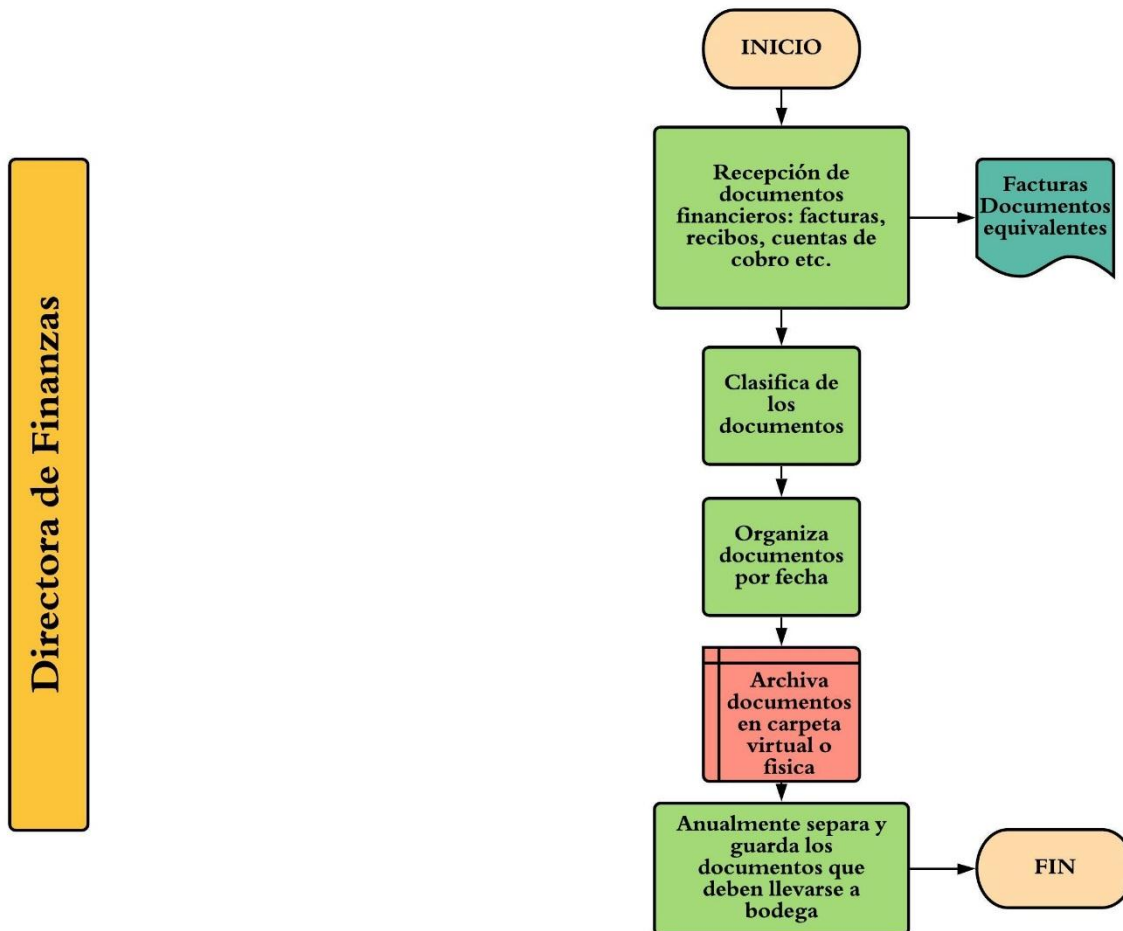 INICIO
Recepción de
documentos
financieros: facturas,
recibos, cuentas de
cobro etc.
Facturas
Documentos
equivalentes
Clasifica de
los
documentos
Organiza
documentos
por fecha
Archiva
documentos
en carpeta
virtual o
fisica
Anualmente separa y
guarda los
documentos que
deben llevarse a
bodega
FIN
Directora de Finanzas